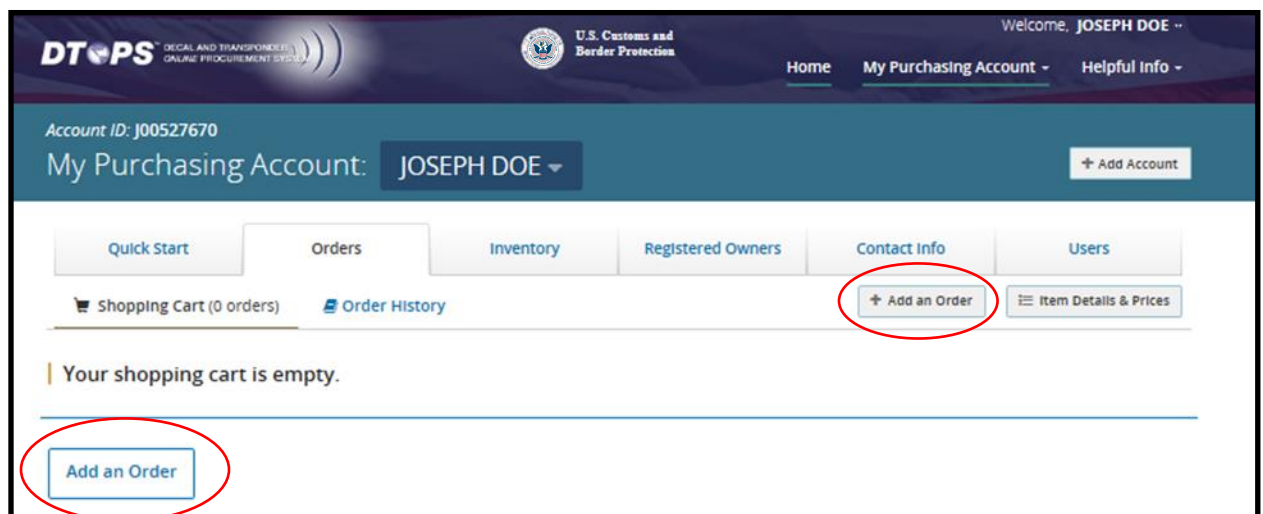 Welcome, JOSEPH DOE
DTOPS DECAL AND TRANSPONDER
ONLINE PROCUREMENT SYSTEM
U.S. Customs and
Border Protection
Home My Purchasing Account Helpful Info
Account ID: J00527670
My Purchasing Account: JOSEPH DOE
+ Add Account
Quick Start Orders Inventory Registered Owners Contact Info Users
Shopping Cart (0 orders) Order History + Add an Order Item Details & Prices
Your shopping cart is empty.
Add an Order